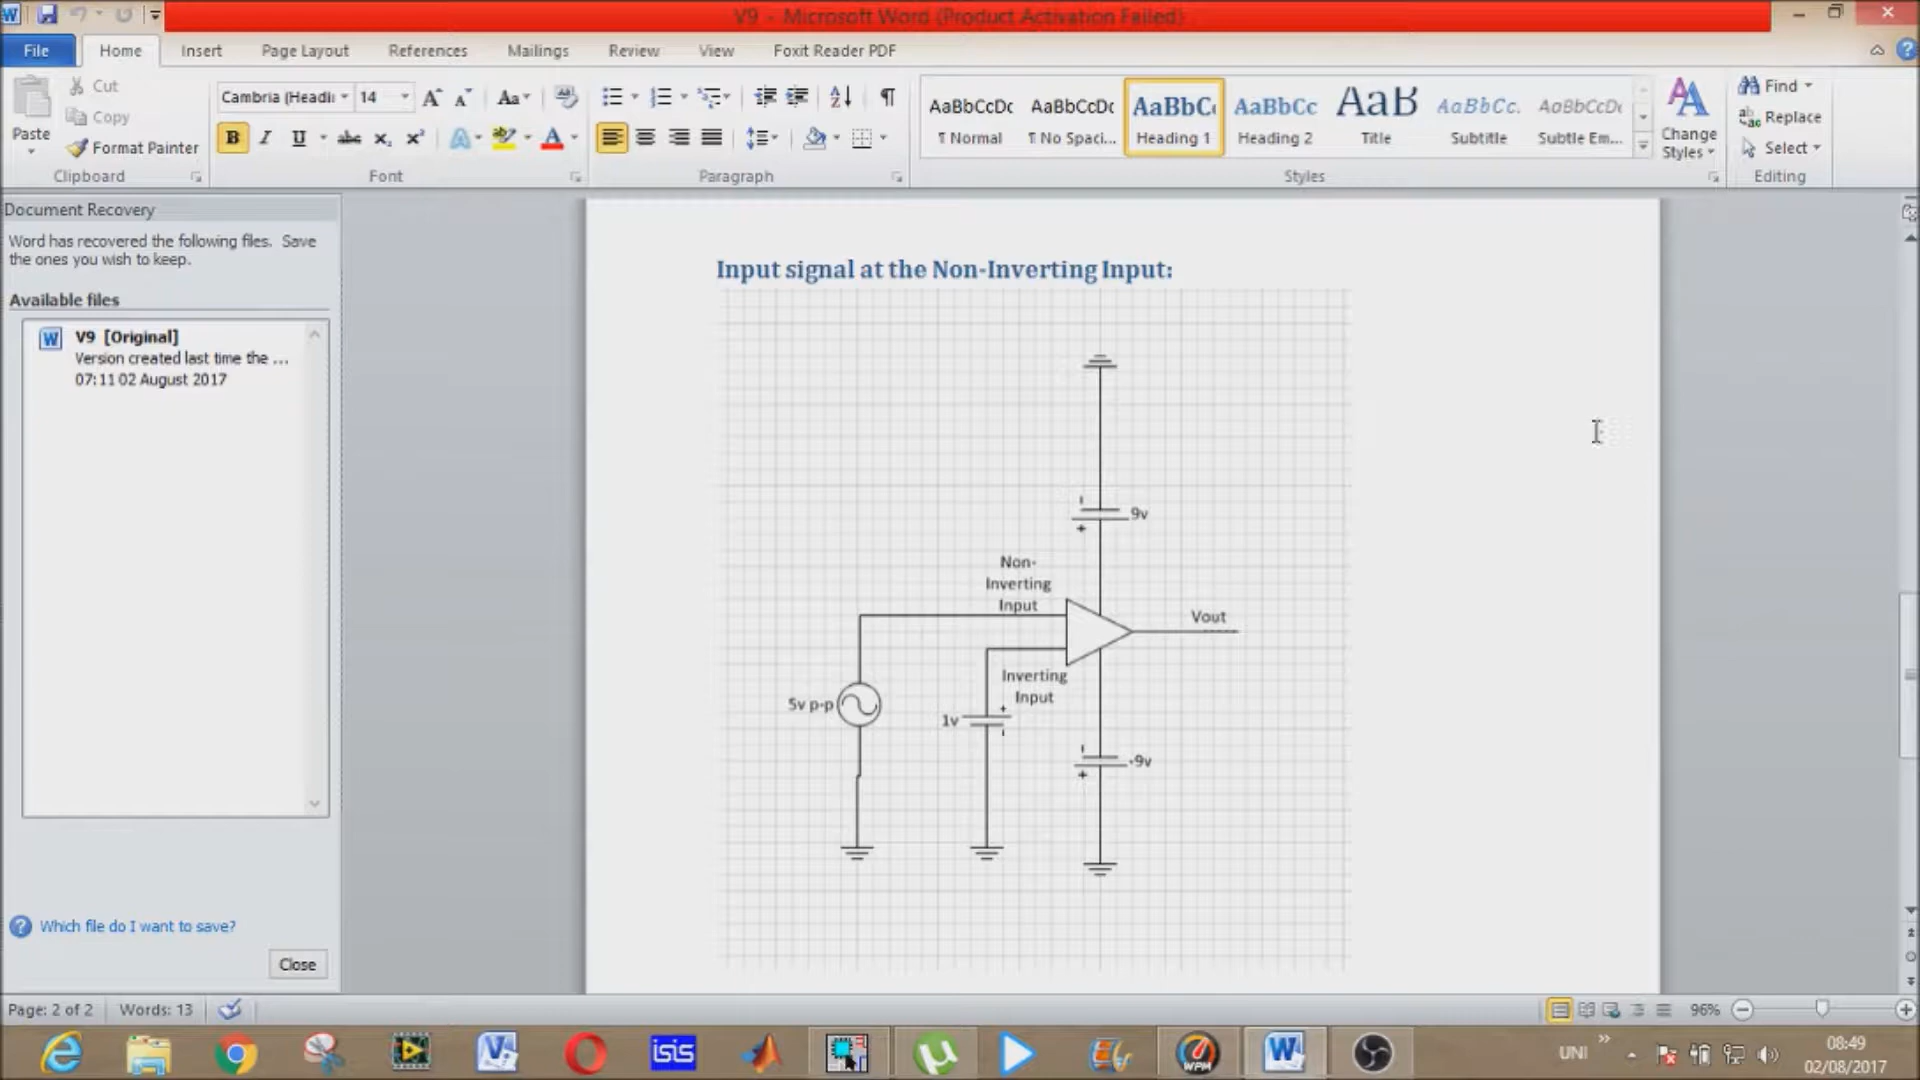 V9 - Microsoft Word (Product Activation Failed)
File
Home
Insert
Page Layout
References
Mailings
Review
View
Foxit Reader PDF
Paste
Cut
Copy
Format Painter
Clipboard
Cambria (Headi
14
Font
Paragraph
AaBbCcDc
¶ Normal
AaBbCcDc
¶ No Spaci...
AaBbC
Heading 1
AaBbCc
Heading 2
AaB
Title
AaBbCc.
Subtitle
AaBbCcDc
Subtle Em...
Change
Styles
Styles
Find
Replace
Select
Editing
Document Recovery
Word has recovered the following files. Save
the ones you wish to keep.
Available files
V9 [Original]
Version created last time the ...
07:11 02 August 2017
Which file do I want to save?
Close
Input signal at the Non-Inverting Input:
9v
Non-
Inverting
Input
Vout
Inverting
Input
5v p-p
1v
-9v
Page: 2 of 2
Words: 13
96%
isis
WPM
UNI
08:49
02/08/2017